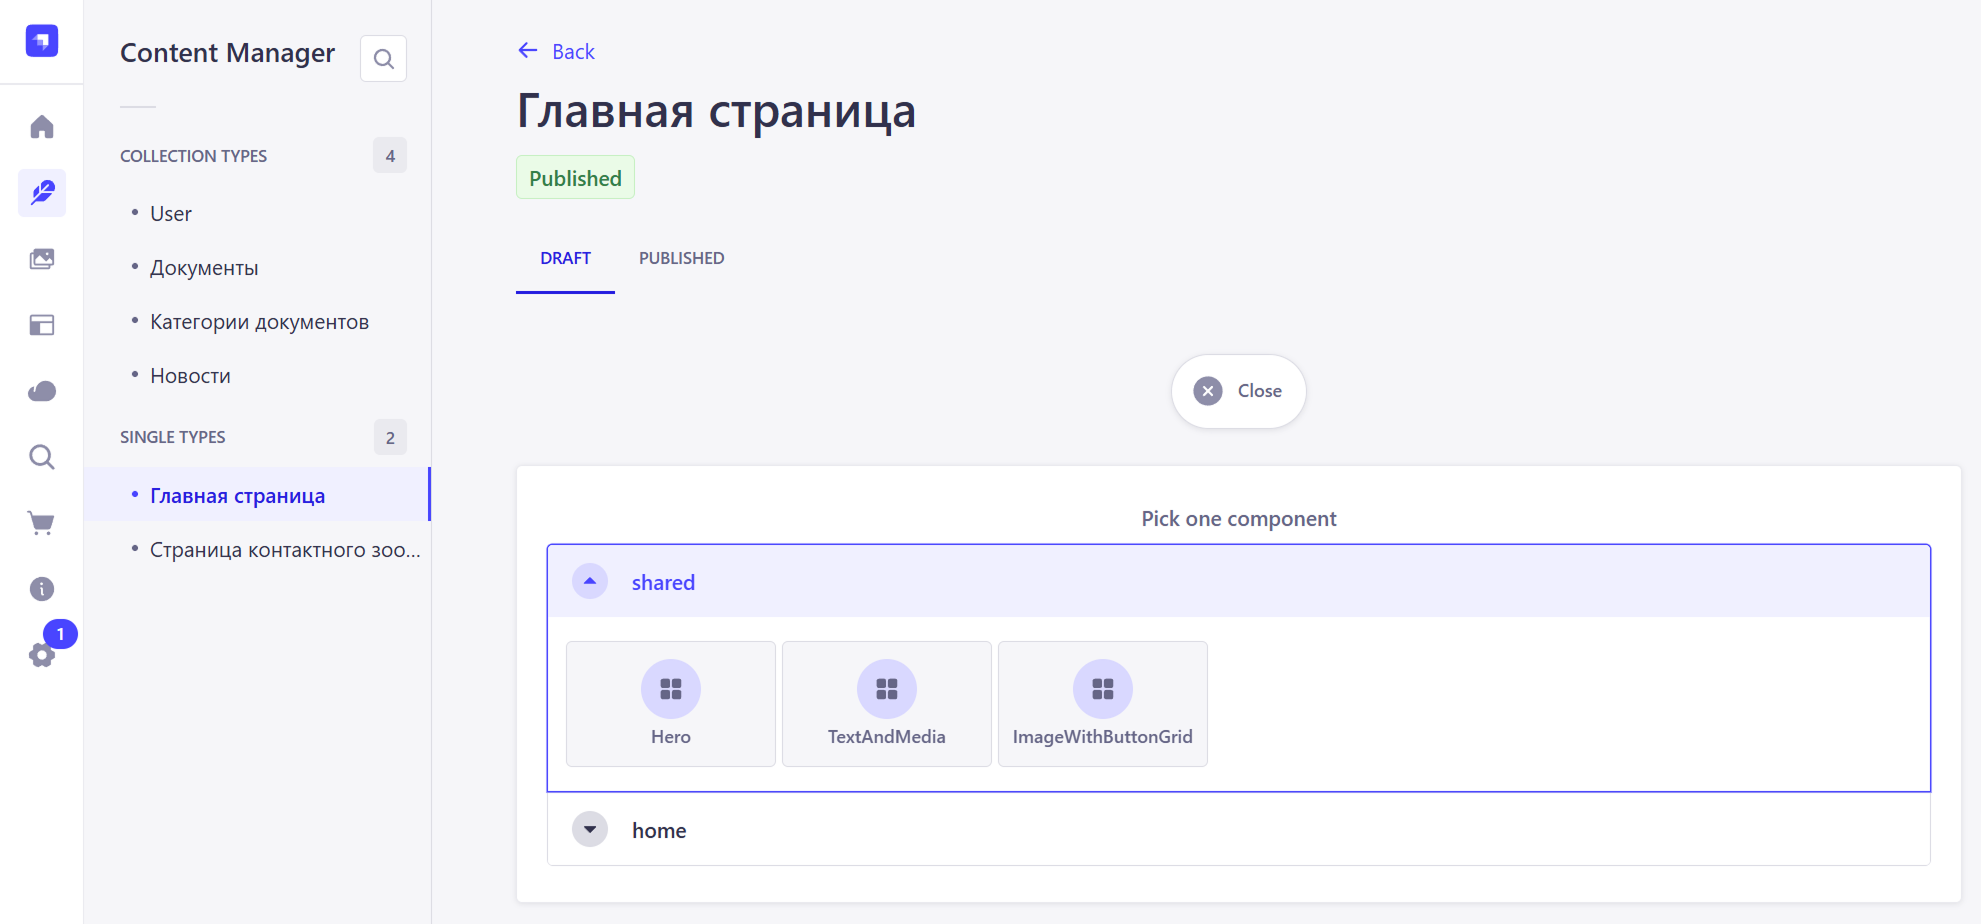 Content Manager
COLLECTION TYPES
4
User
Документы
Категории документов
Новости
SINGLE TYPES
2
Главная страница
Страница контактного зоо...
1
Back
Главная страница
Published
DRAFT
PUBLISHED
Close
Pick one component
shared
Hero
TextAndMedia
ImageWithButtonGrid
home